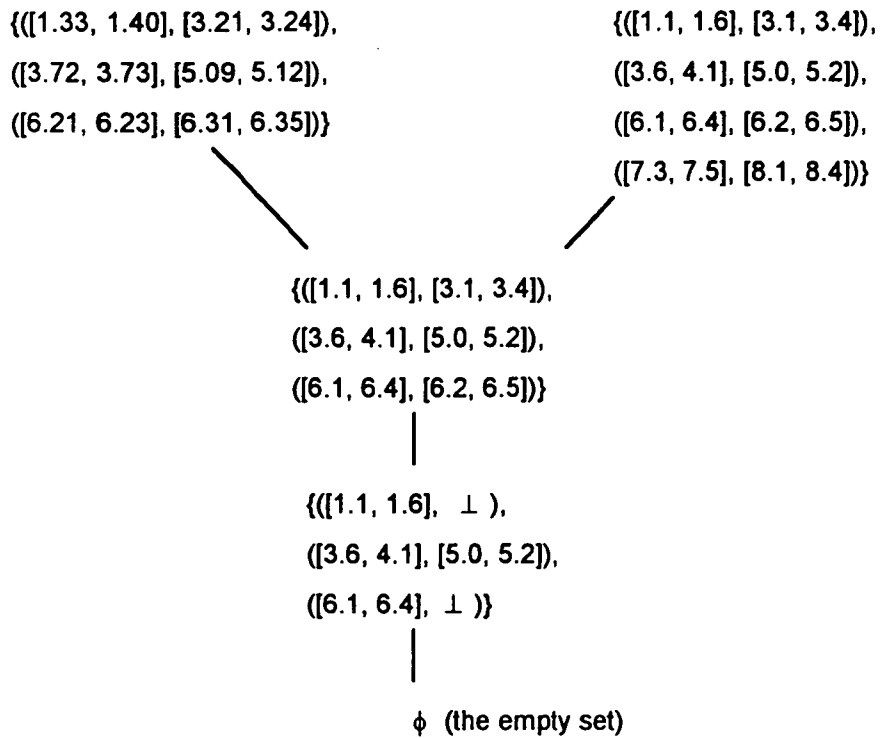 {([1.33, 1.40], [3.21, 3.24]),
([3.72, 3.73], [5.09, 5.12]),
([6.21, 6.23], [6.31, 6.35])}
{([1.1, 1.6], [3.1, 3.4]),
([3.6, 4.1], [5.0, 5.2]),
([6.1, 6.4], [6.2, 6.5]),
([7.3, 7.5], [8.1, 8.4])}
{([1.1, 1.6], [3.1, 3.4]),
([3.6, 4.1], [5.0, 5.2]),
([6.1, 6.4], [6.2, 6.5])}
{([1.1, 1.6], ⊥ ),
([3.6, 4.1], [5.0, 5.2]),
([6.1, 6.4], ⊥ )}
ϕ (the empty set)